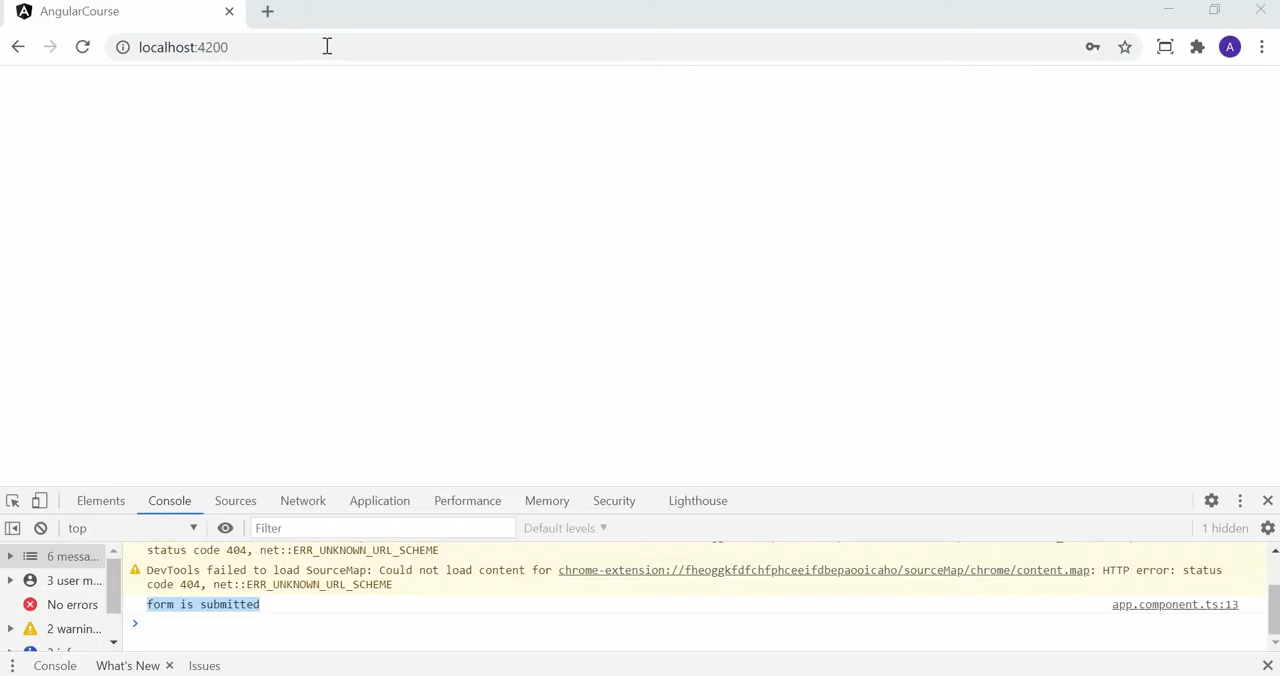 AngularCourse
localhost:4200
A
Elements Console Sources Network Application Performance Memory Security Lighthouse
top Filter Default levels 1 hidden
6 messa...
status code 404, net::ERR_UNKNOWN_URL_SCHEME
DevTools failed to load SourceMap: Could not load content for chrome-extension://fheoggkfdfchfphceeifdbepaooicaho/sourceMap/chrome/content.map: HTTP error: status
code 404, net::ERR_UNKNOWN_URL_SCHEME
3 user m...
No errors
form is submitted app.component.ts:13
2 warnin...
Console What's New Issues